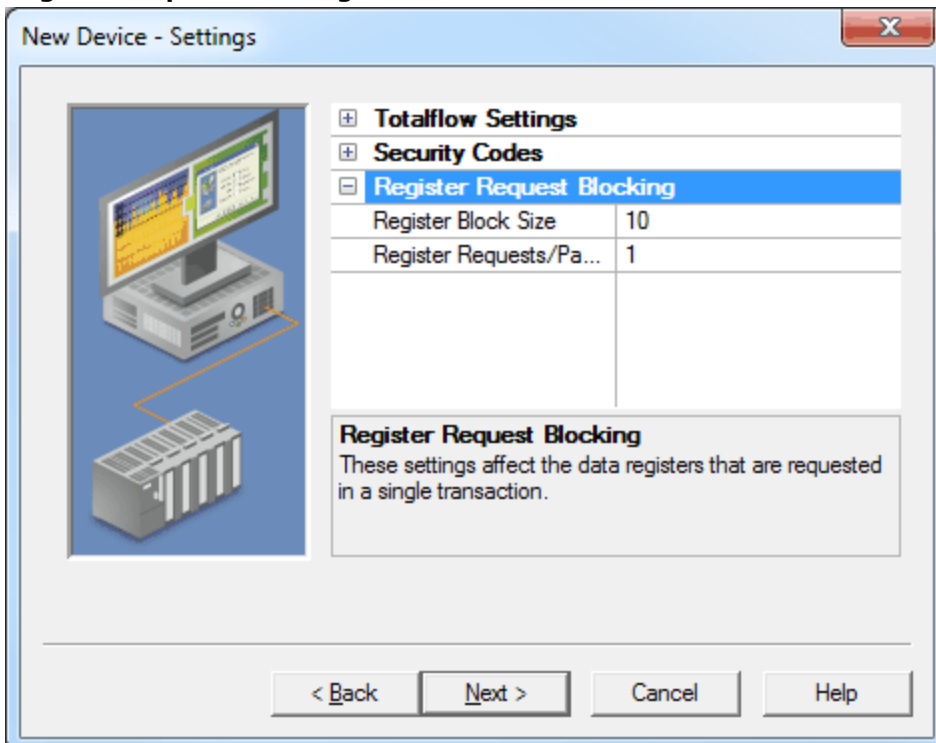 New Device - Settings
Totalflow Settings
Security Codes
Register Request Blocking
Register Block Size 10
Register Requests/Pa... 1
Register Request Blocking
These settings affect the data registers that are requested
in a single transaction.
< Back Next > Cancel Help